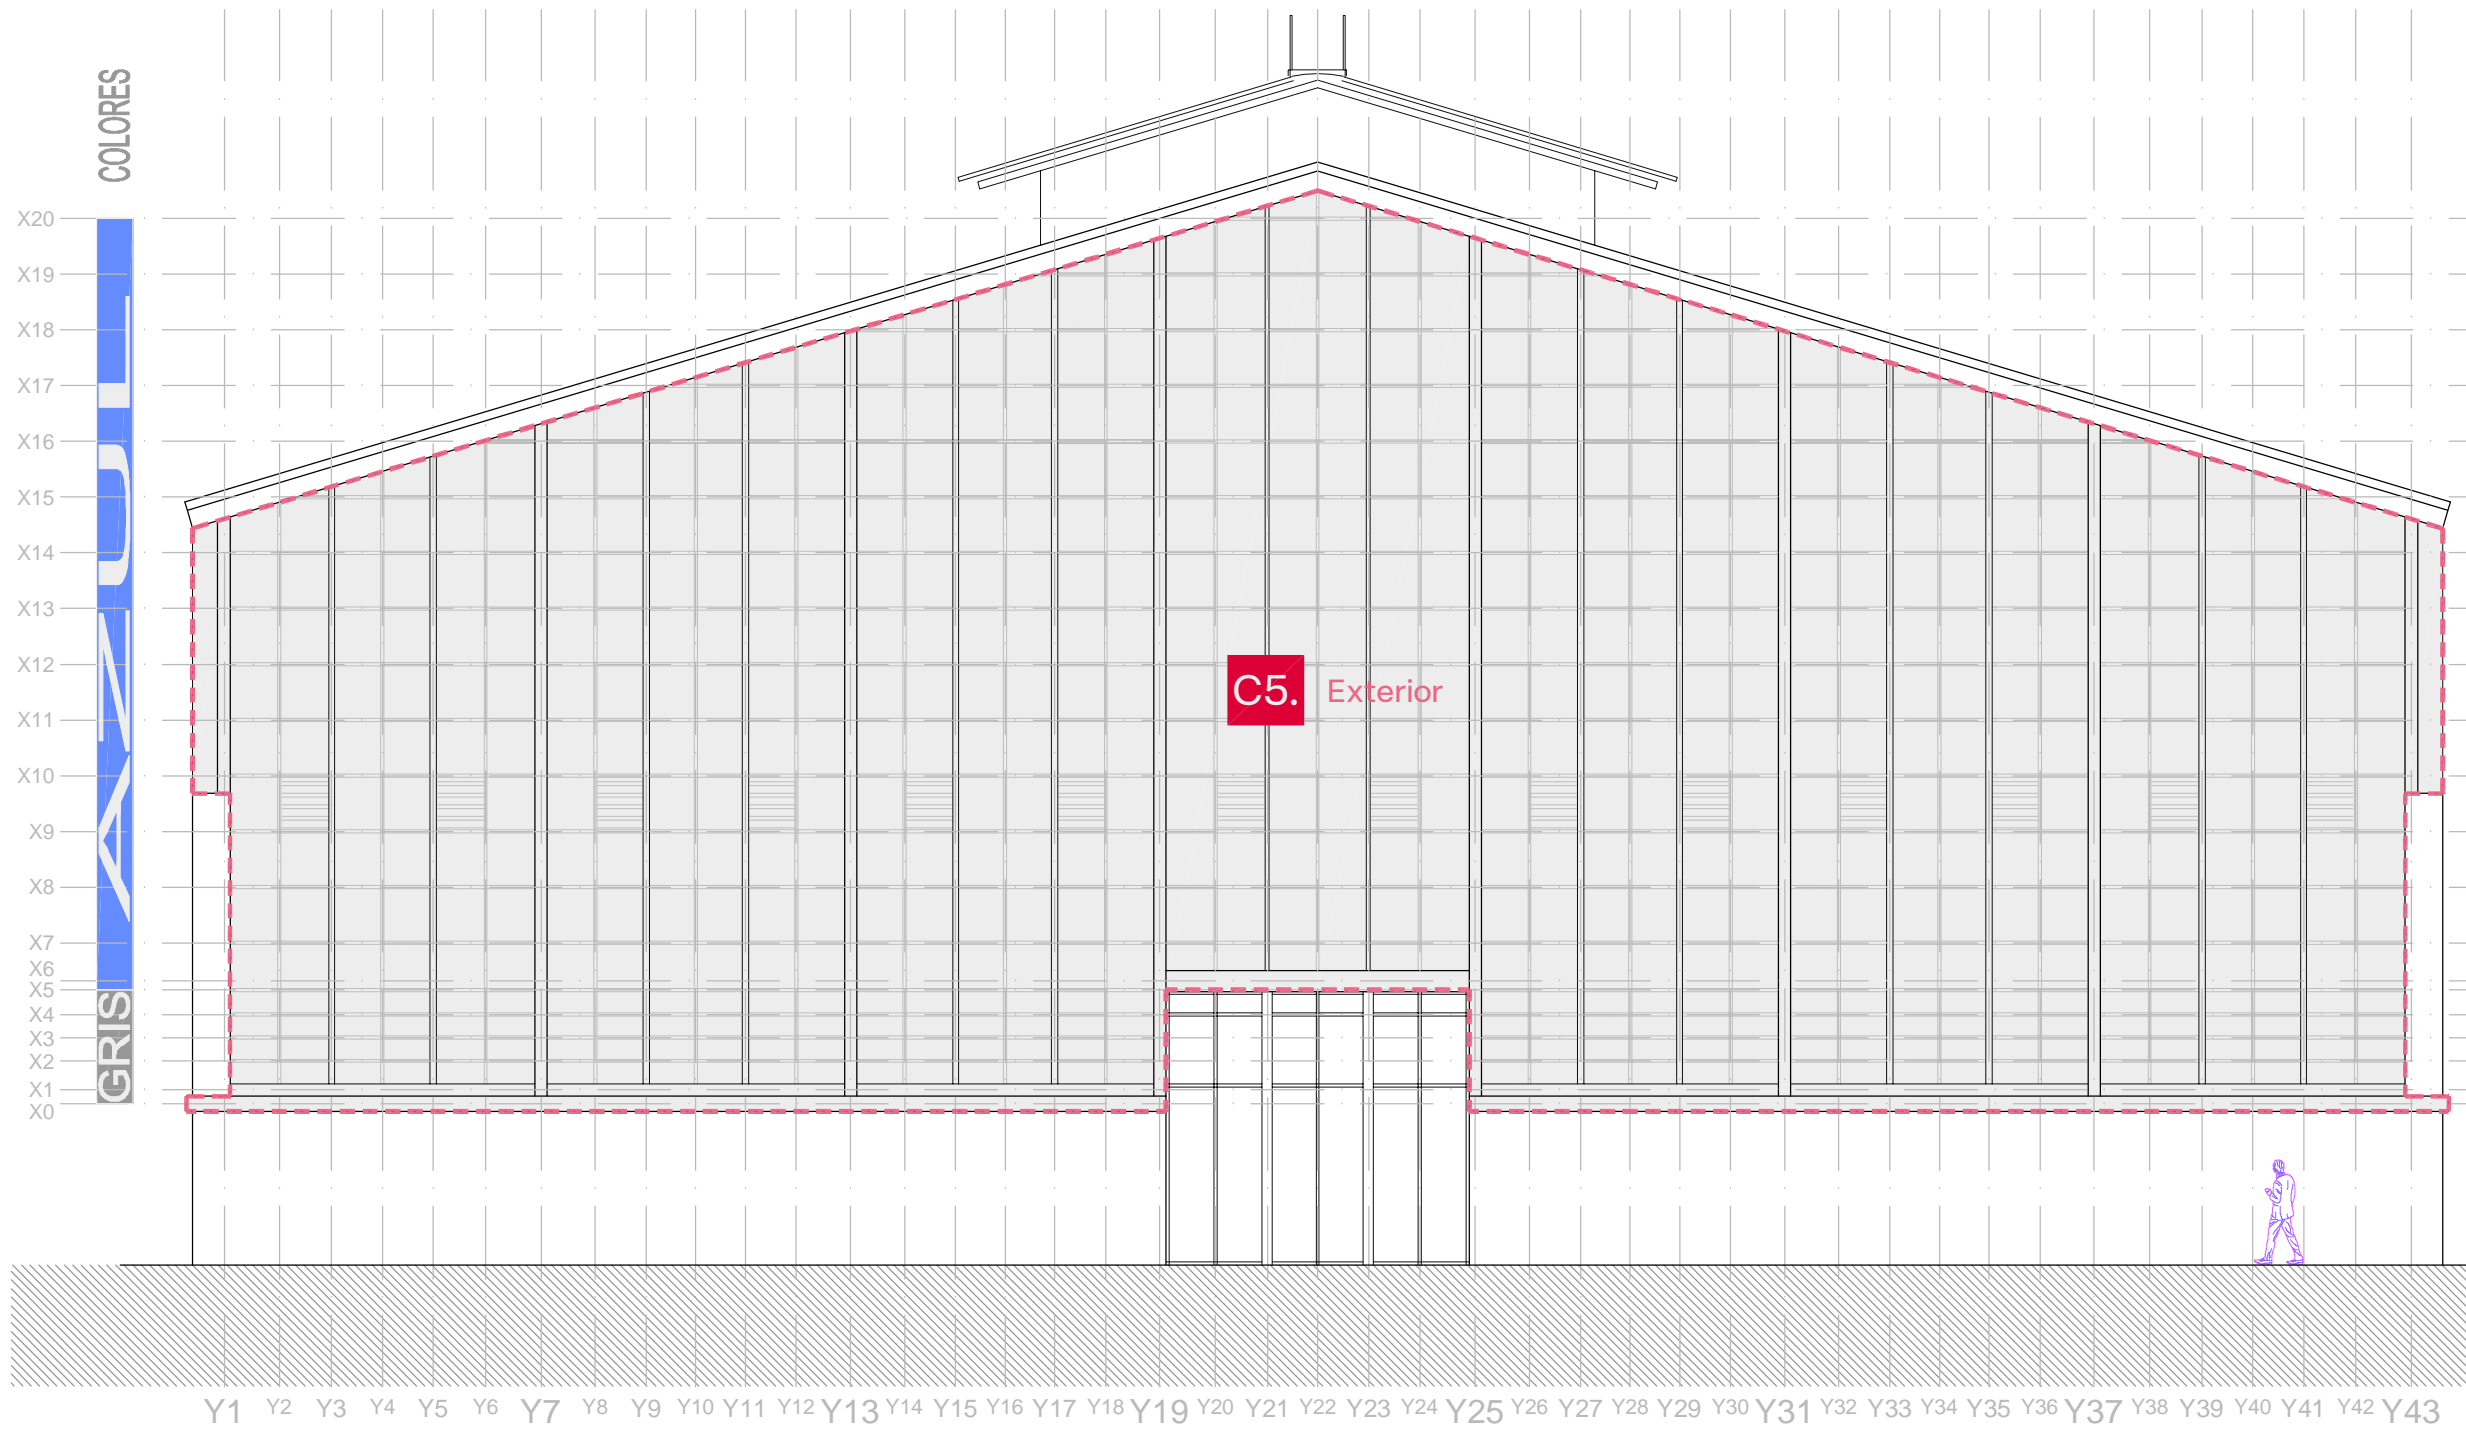 COLORES
X20
X19
X18
X17
X16
X15
X14
X13
X12
X11
X10
X9
X8
X7
X6
X5
X4
X3
X2
X1
X0
AZUL
GRIS
C5. Exterior
Y1 Y2 Y3 Y4 Y5 Y6 Y7 Y8 Y9 Y10 Y11 Y12 Y13 Y14 Y15 Y16 Y17 Y18 Y19 Y20 Y21 Y22 Y23 Y24 Y25 Y26 Y27 Y28 Y29 Y30 Y31 Y32 Y33 Y34 Y35 Y36 Y37 Y38 Y39 Y40 Y41 Y42 Y43